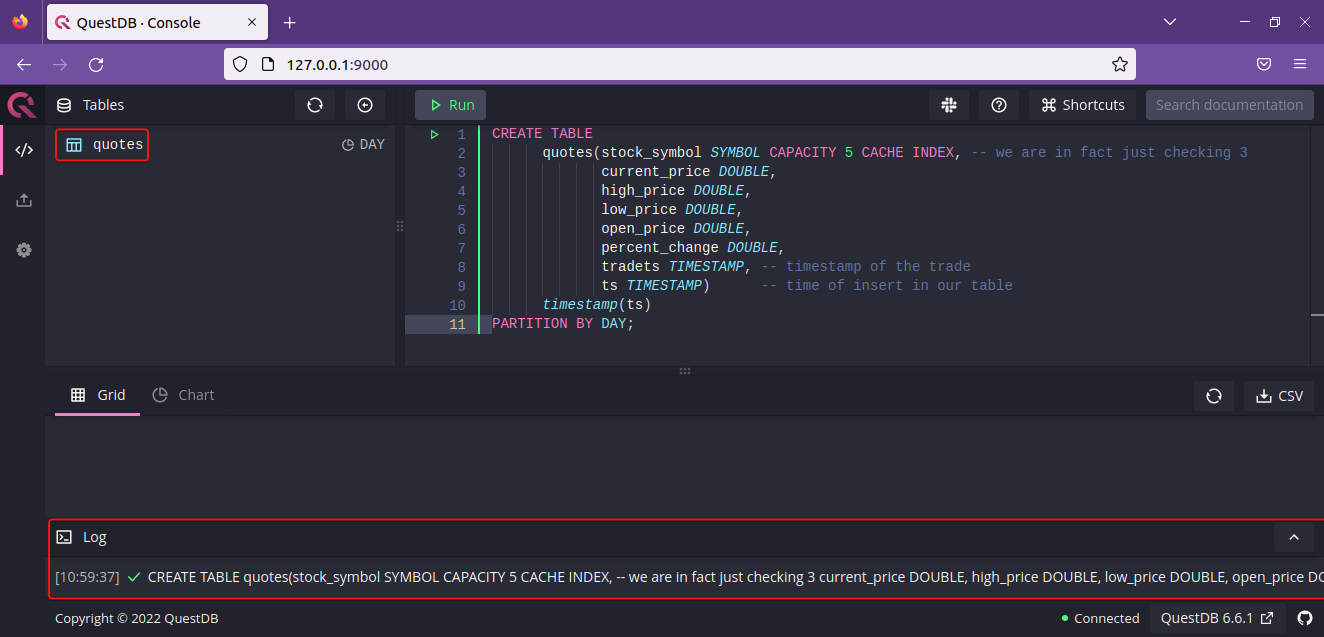 QuestDB · Console
127.0.0.1:9000
Tables
Run
Shortcuts
Search documentation
quotes
DAY
1 CREATE TABLE
2 quotes(stock_symbol SYMBOL CAPACITY 5 CACHE INDEX, -- we are in fact just checking 3
3 current_price DOUBLE,
4 high_price DOUBLE,
5 low_price DOUBLE,
6 open_price DOUBLE,
7 percent_change DOUBLE,
8 tradets TIMESTAMP, -- timestamp of the trade
9 ts TIMESTAMP) -- time of insert in our table
10 timestamp(ts)
11 PARTITION BY DAY;
Grid
Chart
CSV
Log
[10:59:37] CREATE TABLE quotes(stock_symbol SYMBOL CAPACITY 5 CACHE INDEX, -- we are in fact just checking 3 current_price DOUBLE, high_price DOUBLE, low_price DOUBLE, open_price DO
Copyright © 2022 QuestDB
Connected
QuestDB 6.6.1